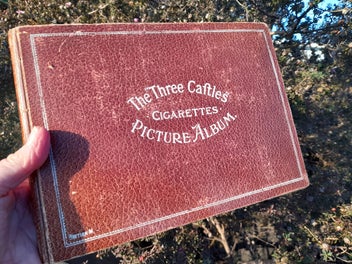 The Three Castles
CIGARETTES
PICTURE ALBUM.